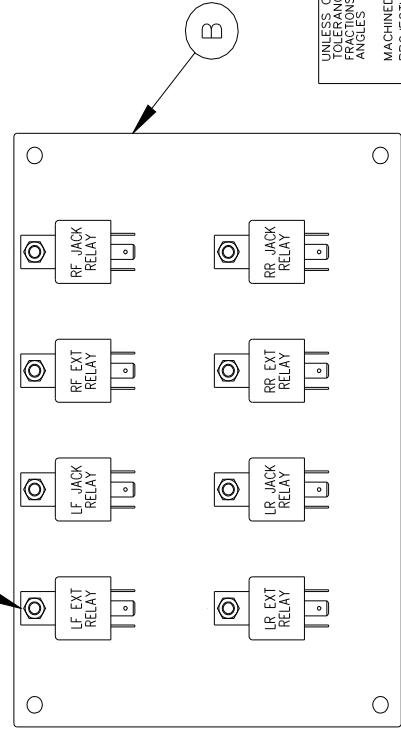 B
LF EXT
RELAY
LF JACK
RELAY
RF EXT
RELAY
RF JACK
RELAY
LR EXT
RELAY
LR JACK
RELAY
RR EXT
RELAY
RR JACK
RELAY
UNLESS
TOLERANC
FRACTIONS
ANGLES
MACHINED